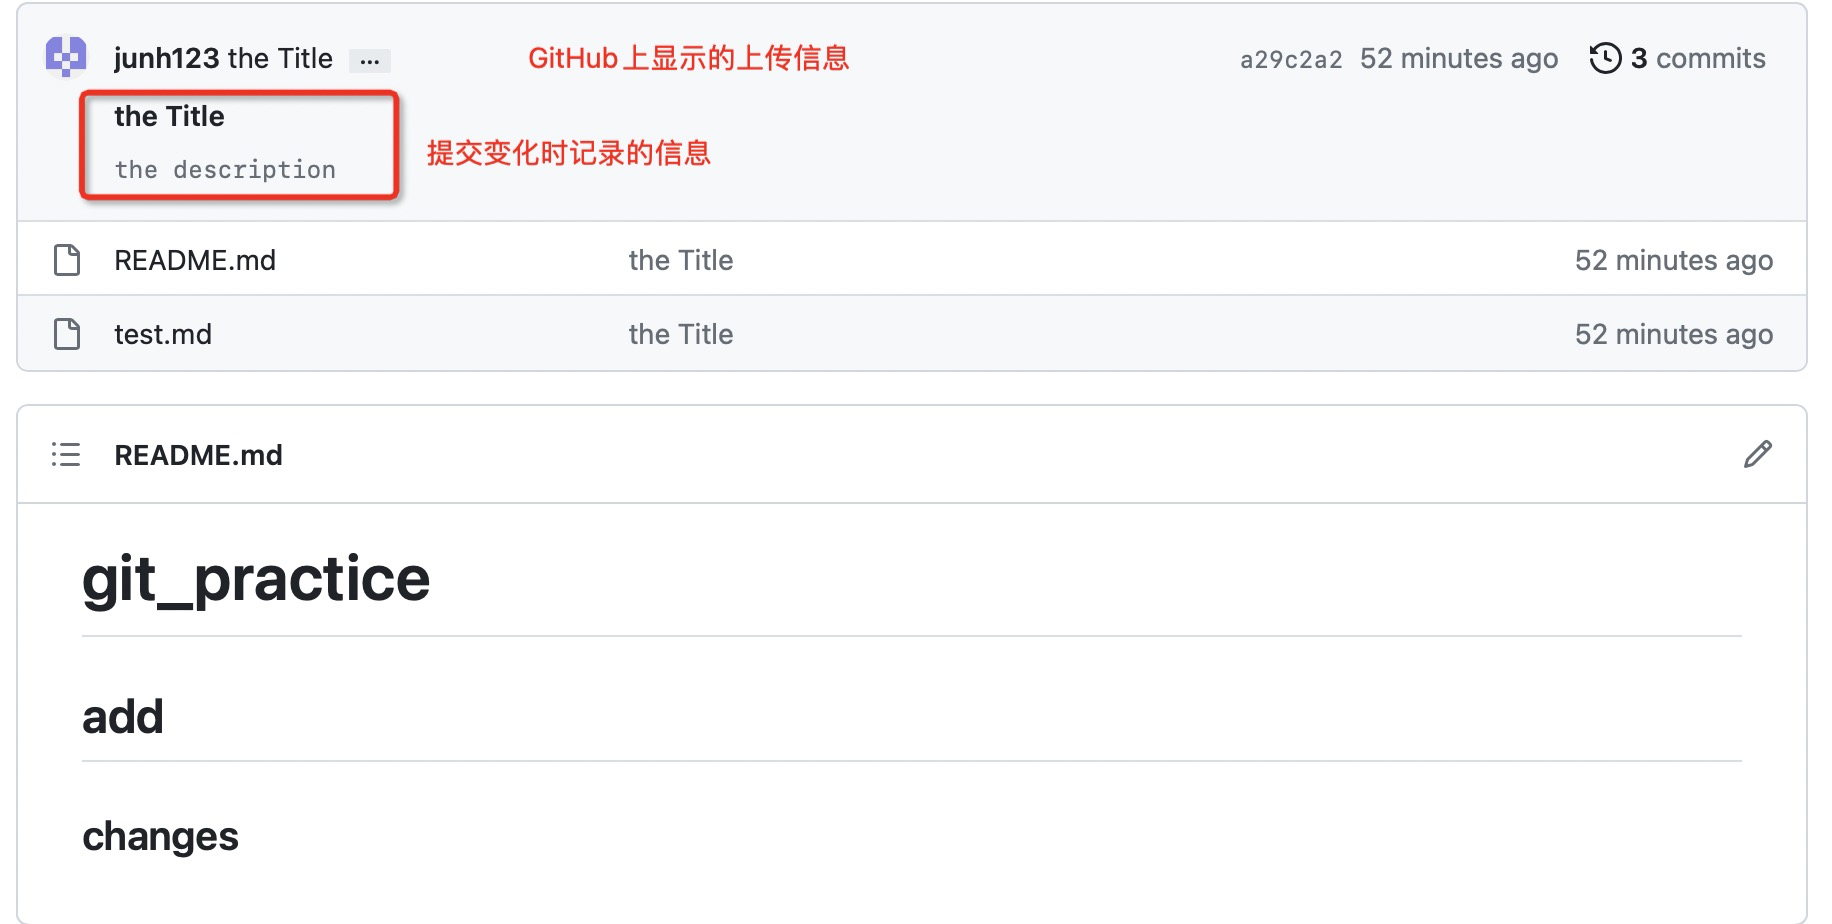 junh123 the Title ... GitHub上显示的上传信息 a29c2a2 52 minutes ago 3 commits
the Title
提交变化时记录的信息
the description
README.md the Title 52 minutes ago
test.md the Title 52 minutes ago
README.md
git_practice
add
changes